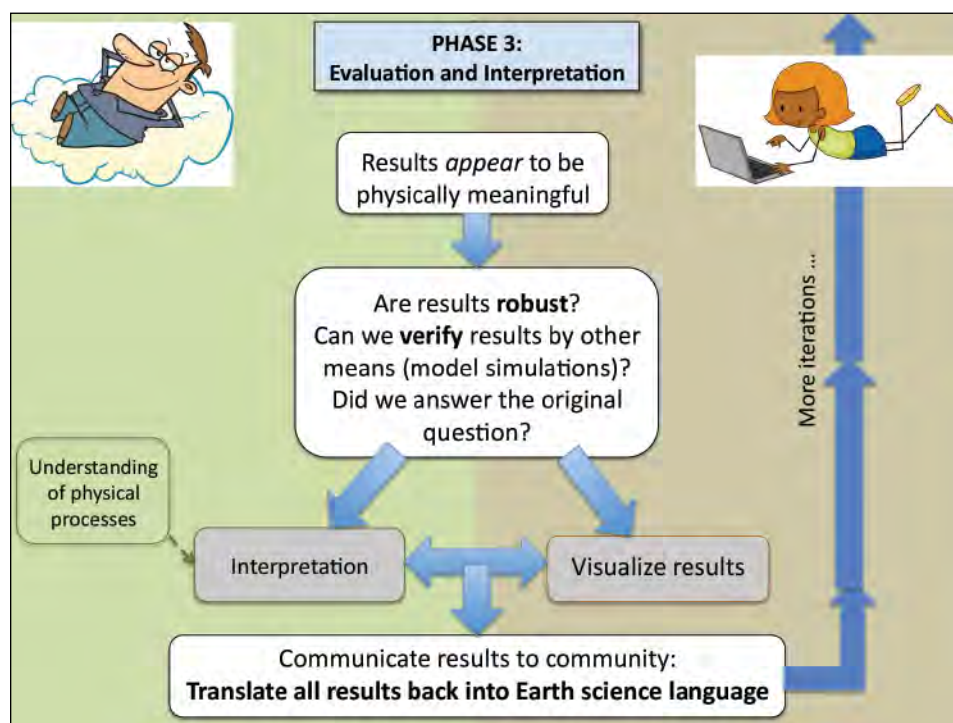 PHASE 3:
Evaluation and Interpretation
Results appear to be
physically meaningful
Are results robust?
Can we verify results by other
means (model simulations)?
Did we answer the original
question?
More iterations ...
Understanding
of physical
processes
Interpretation
Visualize results
Communicate results to community:
Translate all results back into Earth science language